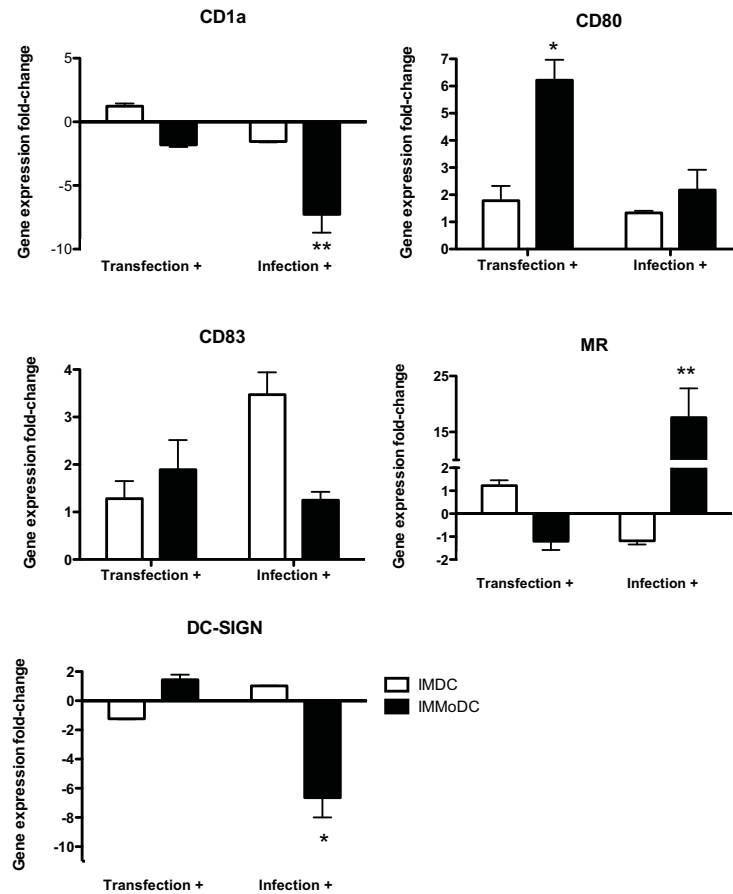 CD1a
Gene expression fold-change
5
0
-5
-10
**
Transfection + Infection +
CD80
Gene expression fold-change
7
6
5
4
3
2
1
0
*
Transfection + Infection +
CD83
Gene expression fold-change
4
3
2
1
0
Transfection + Infection +
MR
Gene expression fold-change
25
15
2
1
0
-1
-2
**
Transfection + Infection +
DC-SIGN
Gene expression fold-change
2
0
-2
-4
-6
-8
-10
*
Transfection + Infection +
IMDC
IMMoDC